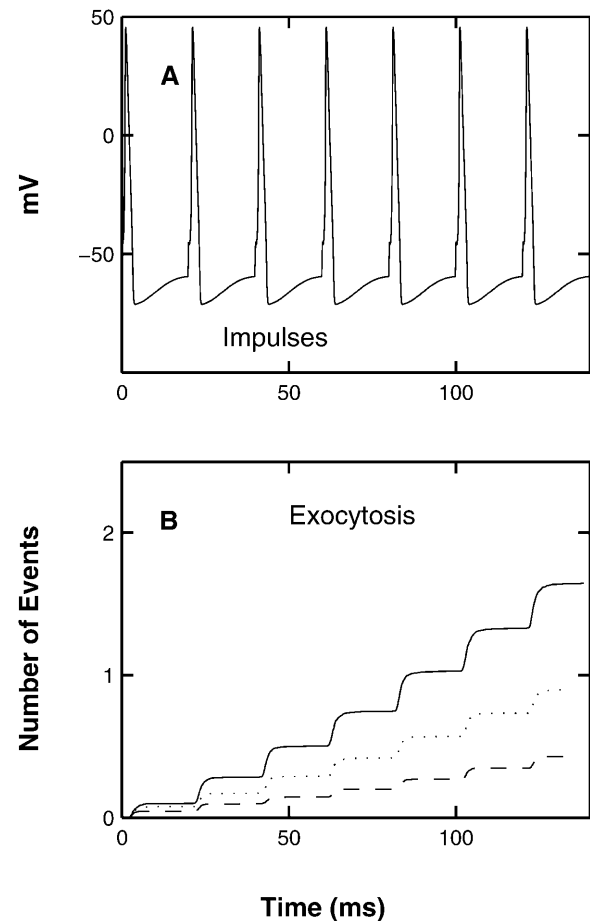 50
A
0
mV
−50
Impulses
0 50 100
B Exocytosis
2
Number of Events
1
0
0 50 100
Time (ms)